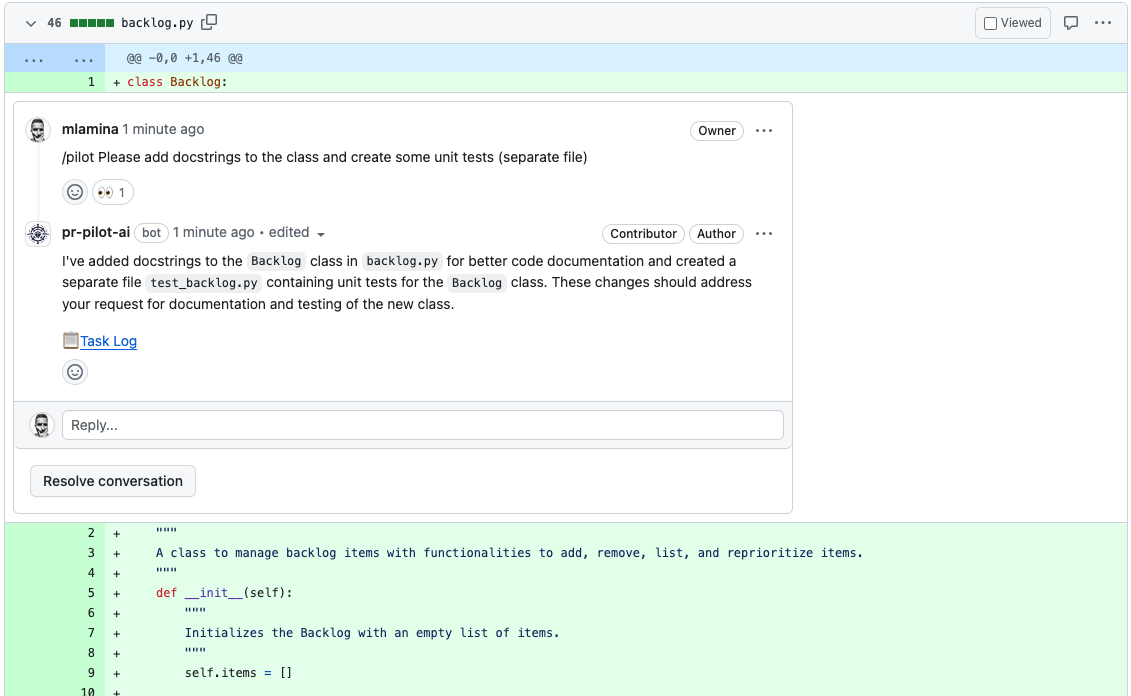 46 backlog.py Viewed
... ... @@ -0,0 +1,46 @@
1 + class Backlog:
mlamina 1 minute ago Owner
/pilot Please add docstrings to the class and create some unit tests (separate file)
👀 1
pr-pilot-ai bot 1 minute ago • edited Contributor Author
I've added docstrings to the Backlog class in backlog.py for better code documentation and created a
separate file test_backlog.py containing unit tests for the Backlog class. These changes should address
your request for documentation and testing of the new class.
📋Task Log
Reply...
Resolve conversation
2 + """
3 + A class to manage backlog items with functionalities to add, remove, list, and reprioritize items.
4 + """
5 + def __init__(self):
6 + """
7 + Initializes the Backlog with an empty list of items.
8 + """
9 + self.items = []
10 +